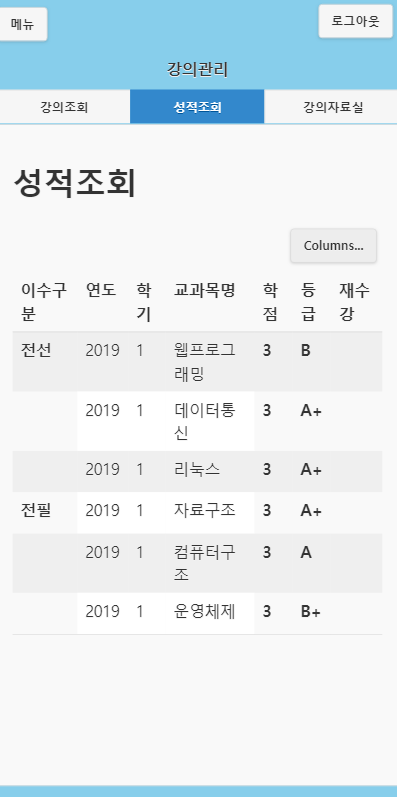 메뉴
로그아웃
강의관리
강의조회
성적조회
강의자료실
성적조회
Columns...
이수구분 연도 학기 교과목명 학점 등급 재수강
전선 2019 1 웹프로그래밍 3 B
2019 1 데이터통신 3 A+
2019 1 리눅스 3 A+
전필 2019 1 자료구조 3 A+
2019 1 컴퓨터구조 3 A
2019 1 운영체제 3 B+